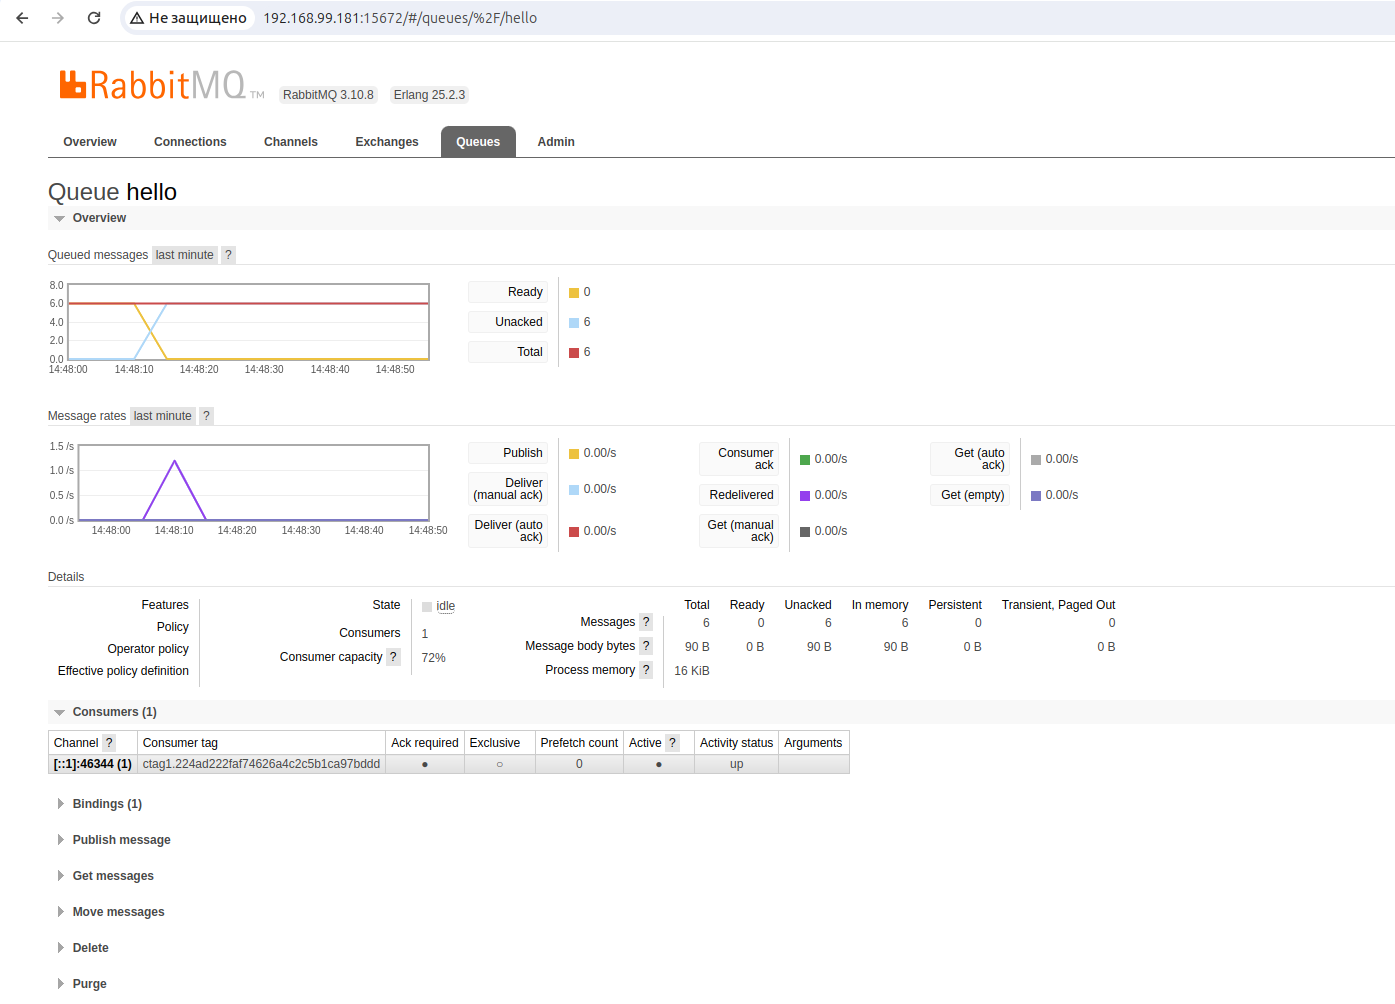 Не защищено 192.168.99.181:15672/#/queues/%2F/hello
RabbitMQ TM RabbitMQ 3.10.8 Erlang 25.2.3
Overview Connections Channels Exchanges Queues Admin
Queue hello
Overview
Queued messages last minute ?
8.0
6.0
4.0
2.0
0.0
14:48:00 14:48:10 14:48:20 14:48:30 14:48:40 14:48:50
Ready 0
Unacked 6
Total 6
Message rates last minute ?
1.5 /s
1.0 /s
0.5 /s
0.0 /s
14:48:00 14:48:10 14:48:20 14:48:30 14:48:40 14:48:50
Publish 0.00/s
Deliver
(manual ack) 0.00/s
Deliver (auto
ack) 0.00/s
Consumer
ack 0.00/s
Redelivered 0.00/s
Get (manual
ack) 0.00/s
Get (auto
ack) 0.00/s
Get (empty) 0.00/s
Details
Features
Policy
Operator policy
Effective policy definition
State idle
Consumers 1
Consumer capacity ? 72%
Total Ready Unacked In memory Persistent Transient, Paged Out
Messages ? 6 0 6 6 0 0
Message body bytes ? 90 B 0 B 90 B 90 B 0 B 0 B
Process memory ? 16 KiB
Consumers (1)
Channel ? Consumer tag Ack required Exclusive Prefetch count Active ? Activity status Arguments
[::1]:46344 (1) ctag1.224ad222faf74626a4c2c5b1ca97bddd ● ○ 0 ● up
Bindings (1)
Publish message
Get messages
Move messages
Delete
Purge